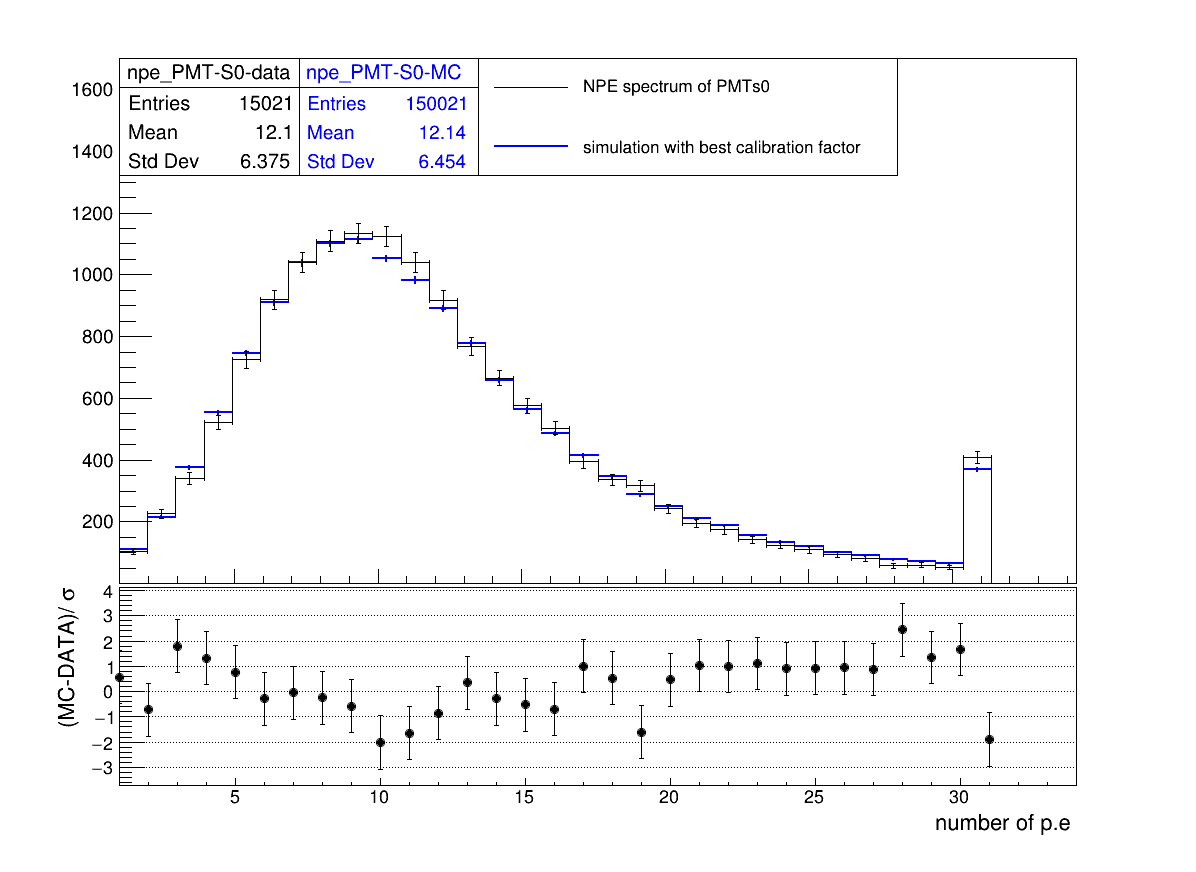 npe_PMT-S0-data
Entries 15021
Mean 12.1
Std Dev 6.375
npe_PMT-S0-MC
Entries 150021
Mean 12.14
Std Dev 6.454
NPE spectrum of PMTs0
simulation with best calibration factor
1600
1400
1200
1000
800
600
400
200
(MC-DATA)/ σ
4
3
2
1
0
−1
−2
−3
5 10 15 20 25 30
number of p.e